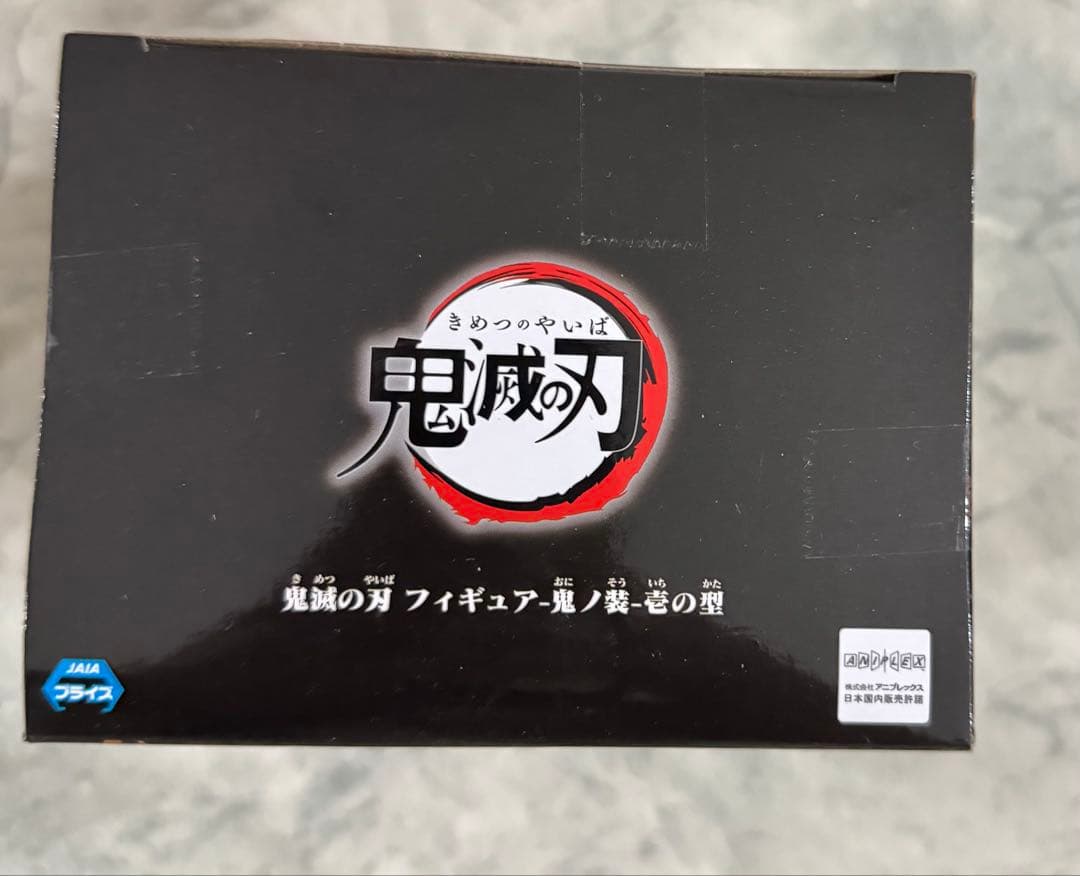 きめつのやいば
鬼滅の刃
きめつ やいば おに そう いち かた
鬼滅の刃 フィギュア-鬼ノ装-壱の型
JAIA
プライズ
ANIPLEX
株式会社アニプレックス
日本国内販売許諾